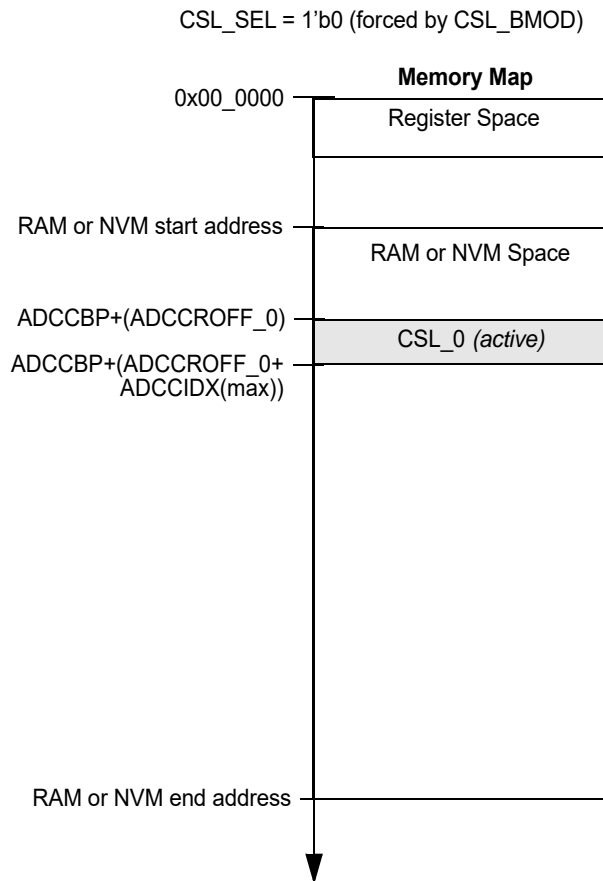 CSL_SEL = 1'b0 (forced by CSL_BMOD)
Memory Map
0x00_0000
Register Space
RAM or NVM start address
RAM or NVM Space
ADCCBP+(ADCCROFF_0)
CSL_0 (active)
ADCCBP+(ADCCROFF_0+
ADCCIDX(max))
RAM or NVM end address